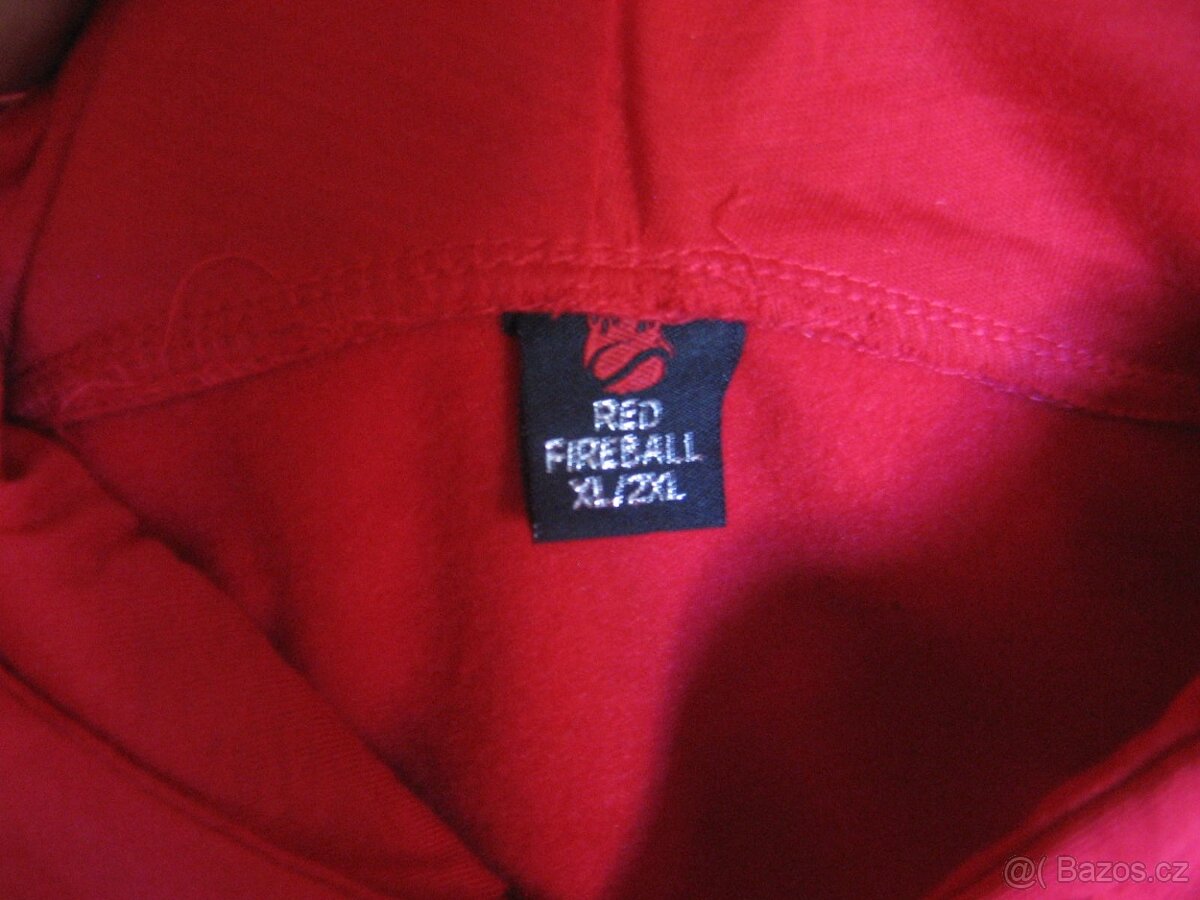 RED
FIREBALL
XL/2XL
@( Bazos.cz